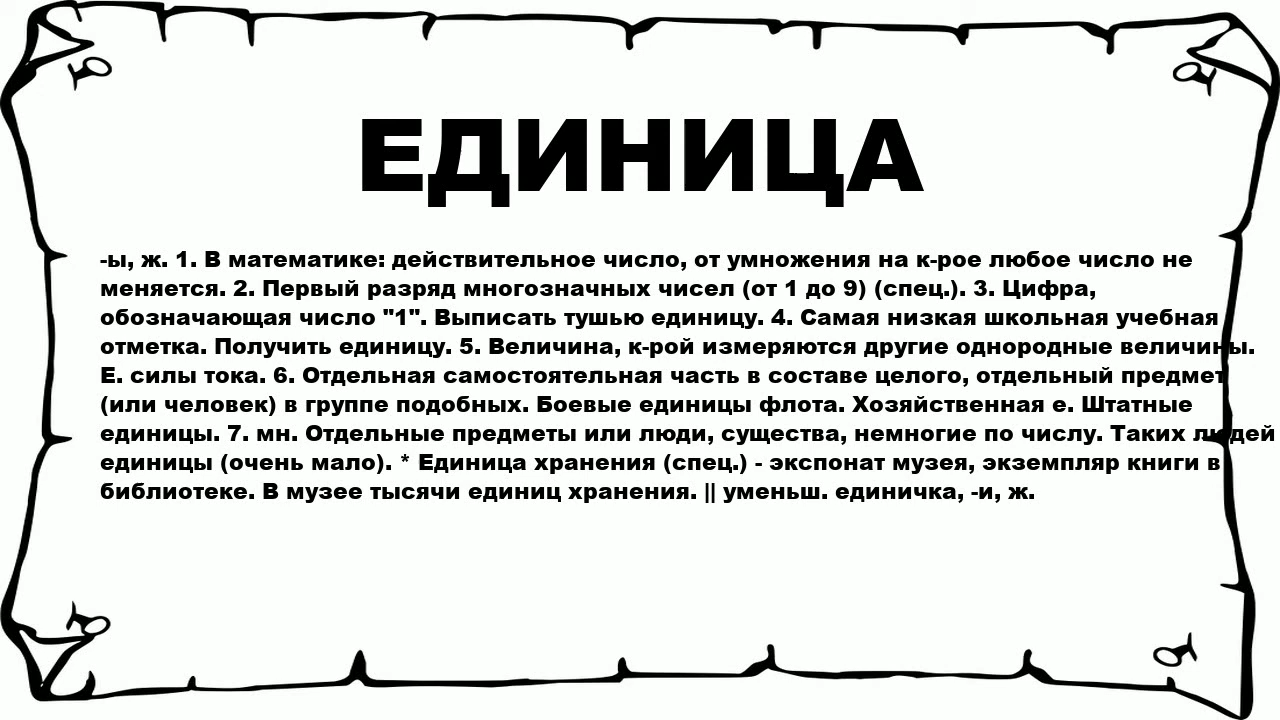 ЕДИНИЦА
-ы, ж. 1. В математике: действительное число, от умножения на к-рое любое число не
меняется. 2. Первый разряд многозначных чисел (от 1 до 9) (спец.). 3. Цифра,
обозначающая число "1". Выписать тушью единицу. 4. Самая низкая школьная учебная
отметка. Получить единицу. 5. Величина, к-рой измеряются другие однородные величины.
Е. силы тока. 6. Отдельная самостоятельная часть в составе целого, отдельный предмет
(или человек) в группе подобных. Боевые единицы флота. Хозяйственная е. Штатные
единицы. 7. мн. Отдельные предметы или люди, существа, немногие по числу. Таких людей
единицы (очень мало). * Единица хранения (спец.) - экспонат музея, экземпляр книги в
библиотеке. В музее тысячи единиц хранения. || уменьш. единичка, -и, ж.